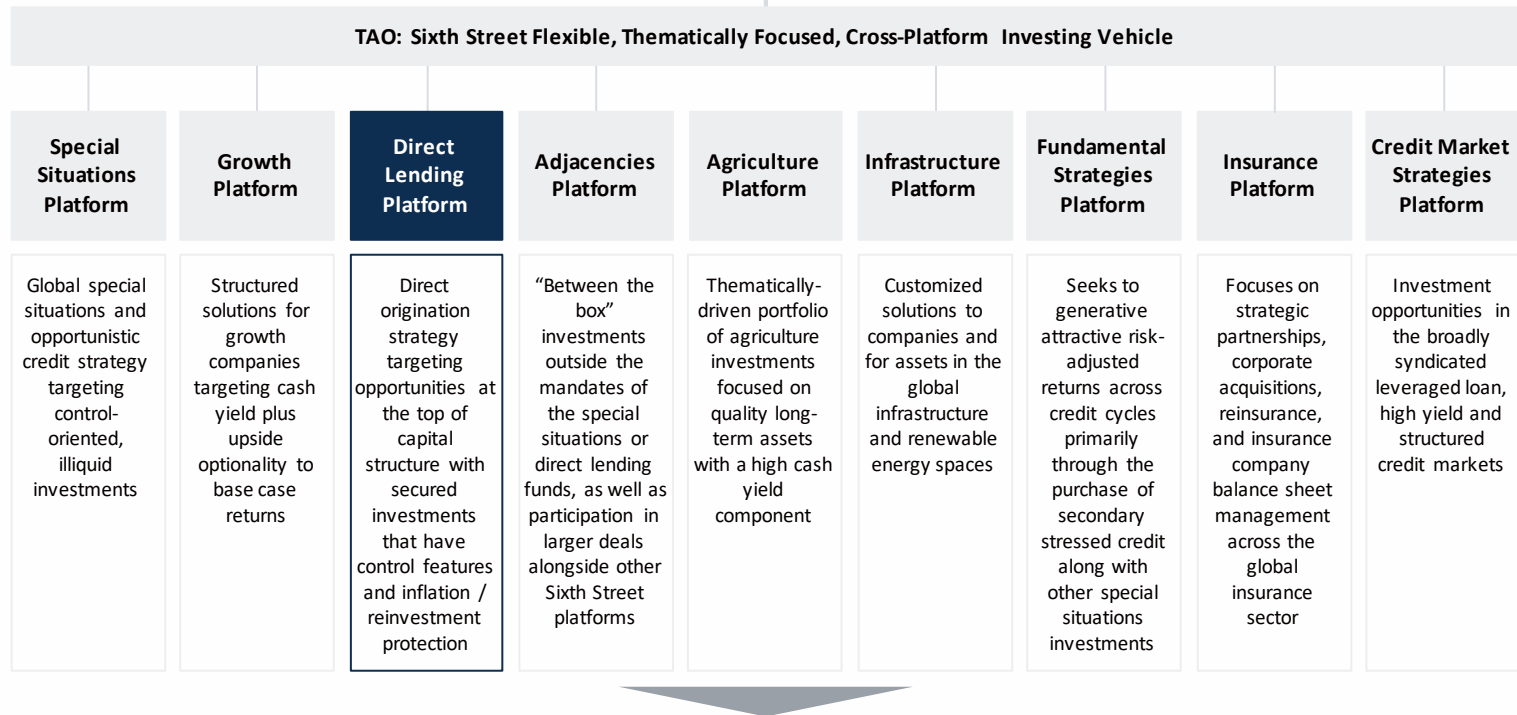 TAO: Sixth Street Flexible, Thematically Focused, Cross-Platform Investing Vehicle
Special
Situations
Platform
Growth
Platform
Direct
Lending
Platform
Adjacencies
Platform
Agriculture
Platform
Infrastructure
Platform
Fundamental
Strategies
Platform
Insurance
Platform
Credit Market
Strategies
Platform
Global special
situations and
opportunistic
credit strategy
targeting
control-
oriented,
illiquid
investments
Structured
solutions for
growth
companies
targeting cash
yield plus
upside
optionality to
base case
returns
Direct
origination
strategy
targeting
opportunities at
the top of
capital
structure with
secured
investments
that have
control features
and inflation /
reinvestment
protection
“Between the
box”
investments
outside the
mandates of
the special
situations or
direct lending
funds, as well as
participation in
larger deals
alongside other
Sixth Street
platforms
Thematically-
driven portfolio
of agriculture
investments
focused on
quality long-
term assets
with a high cash
yield
component
Customized
solutions to
companies and
for assets in the
global
infrastructure
and renewable
energy spaces
Seeks to
generative
attractive risk-
adjusted
returns across
credit cycles
primarily
through the
purchase of
secondary
stressed credit
along with
other special
situations
investments
Focuses on
strategic
partnerships,
corporate
acquisitions,
reinsurance,
and insurance
company
balance sheet
management
across the
global
insurance
sector
Investment
opportunities in
the broadly
syndicated
leveraged loan,
high yield and
structured
credit markets